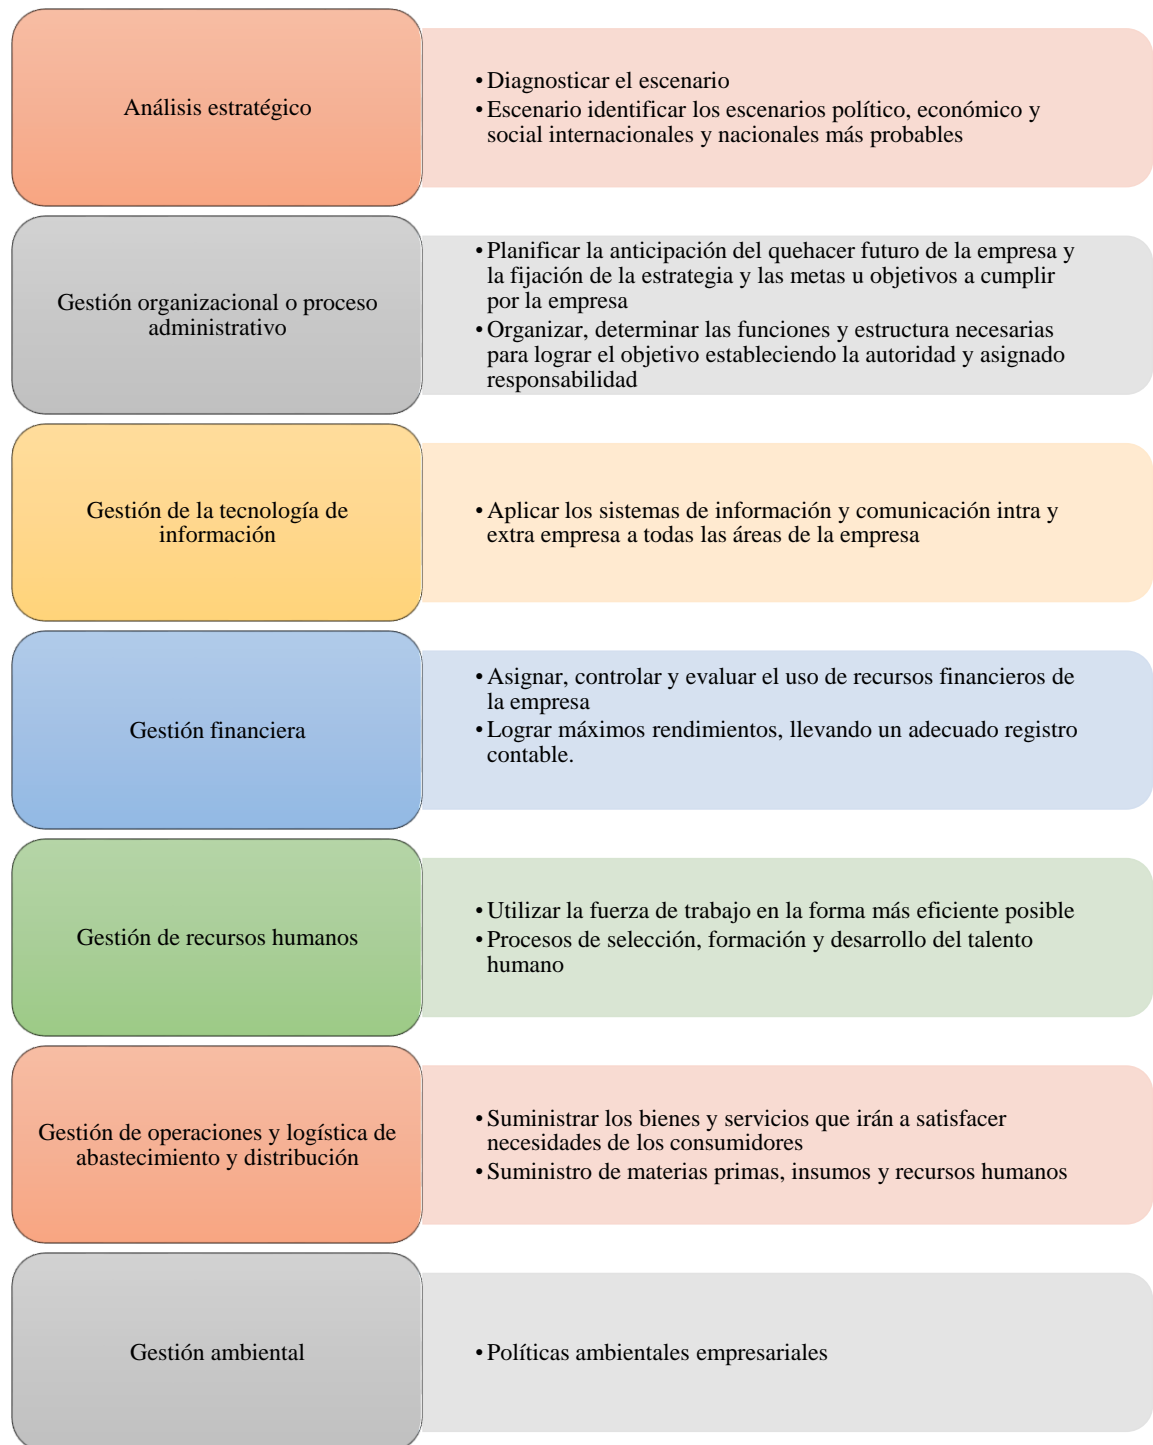 Análisis estratégico
• Diagnosticar el escenario
• Escenario identificar los escenarios político, económico y
social internacionales y nacionales más probables
Gestión organizacional o proceso
administrativo
• Planificar la anticipación del quehacer futuro de la empresa y
la fijación de la estrategia y las metas u objetivos a cumplir
por la empresa
• Organizar, determinar las funciones y estructura necesarias
para lograr el objetivo estableciendo la autoridad y asignado
responsabilidad
Gestión de la tecnología de
información
• Aplicar los sistemas de información y comunicación intra y
extra empresa a todas las áreas de la empresa
Gestión financiera
• Asignar, controlar y evaluar el uso de recursos financieros de
la empresa
• Lograr máximos rendimientos, llevando un adecuado registro
contable.
Gestión de recursos humanos
• Utilizar la fuerza de trabajo en la forma más eficiente posible
• Procesos de selección, formación y desarrollo del talento
humano
Gestión de operaciones y logística de
abastecimiento y distribución
• Suministrar los bienes y servicios que irán a satisfacer
necesidades de los consumidores
• Suministro de materias primas, insumos y recursos humanos
Gestión ambiental
• Políticas ambientales empresariales